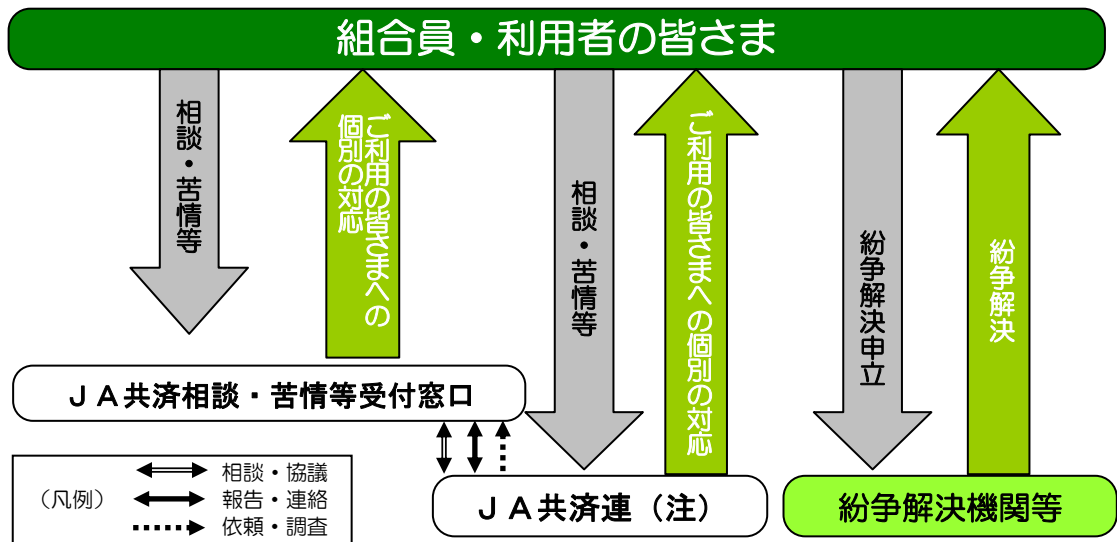 組合員・利用者の皆さま
相談・苦情等
ご利用の皆さまへの
個別の対応
相談・苦情等
ご利用の皆さまへの個別の対応
紛争解決申立
紛争解決
ＪＡ共済相談・苦情等受付窓口
（凡例）
相談・協議
報告・連絡
依頼・調査
ＪＡ共済連（注）
紛争解決機関等